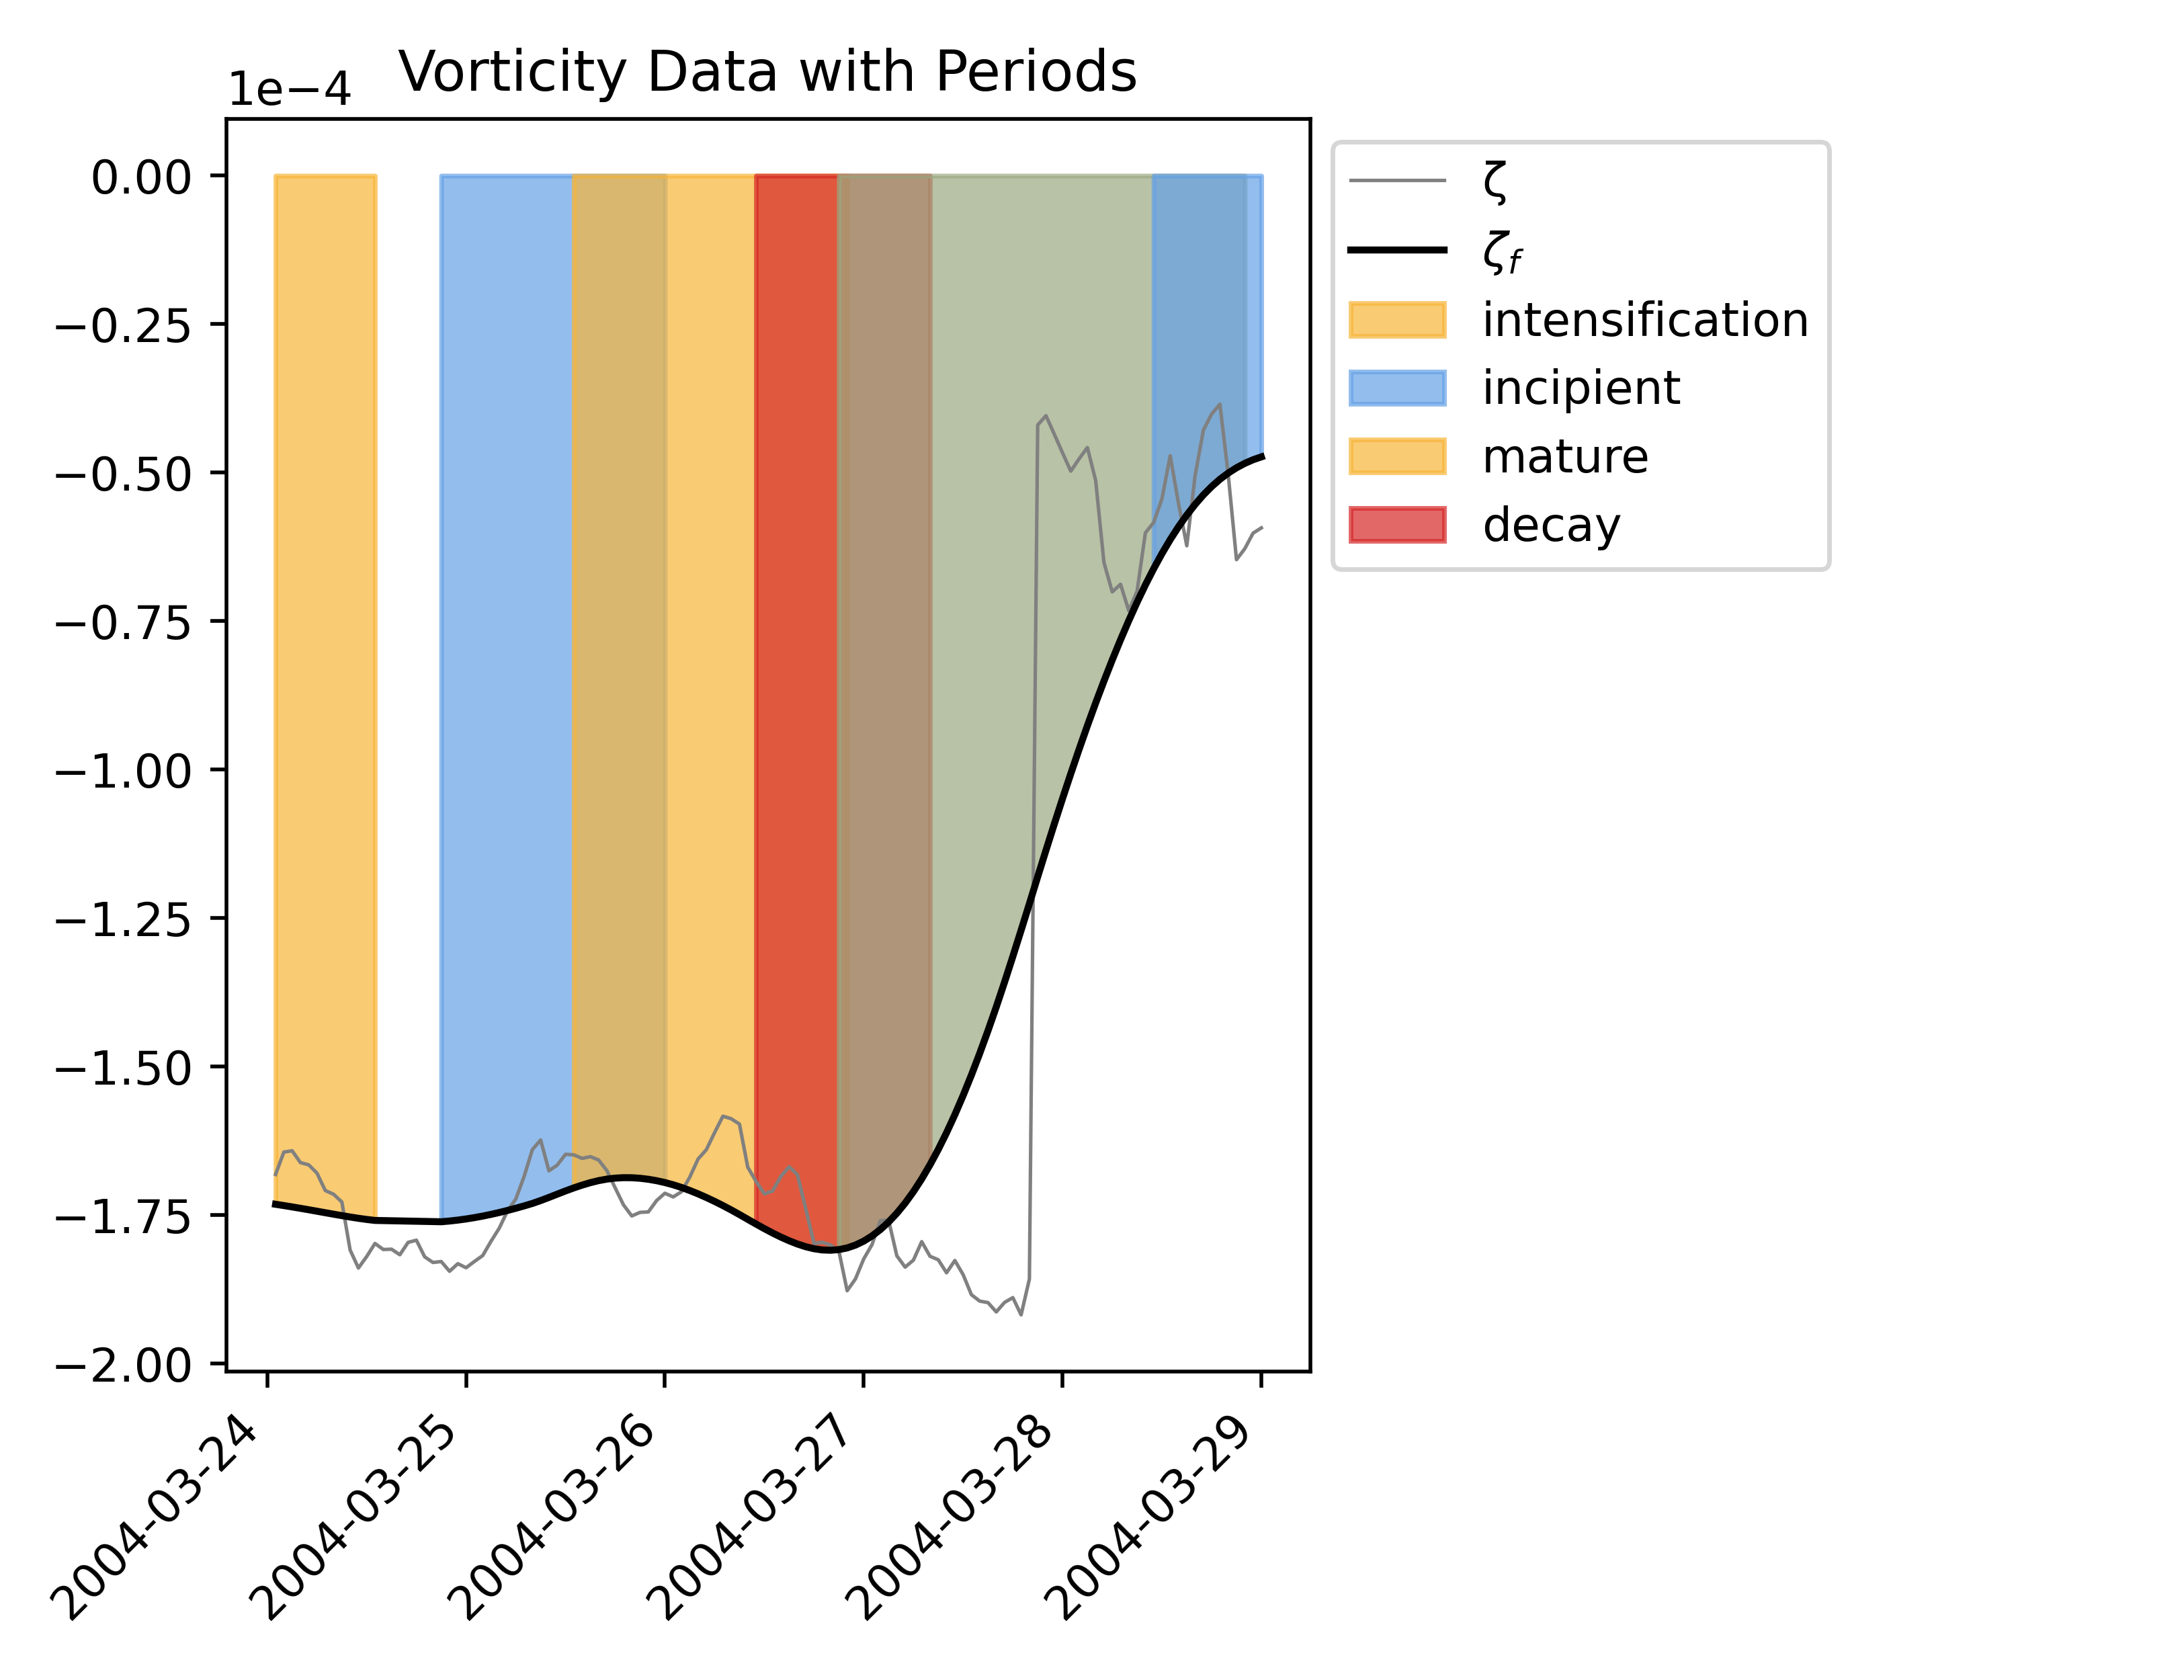 Vorticity Data with Periods
1e−4
0.00
−0.25
−0.50
−0.75
−1.00
−1.25
−1.50
−1.75
−2.00
2004-03-24
2004-03-25
2004-03-26
2004-03-27
2004-03-28
2004-03-29
ζ
ζf
intensification
incipient
mature
decay